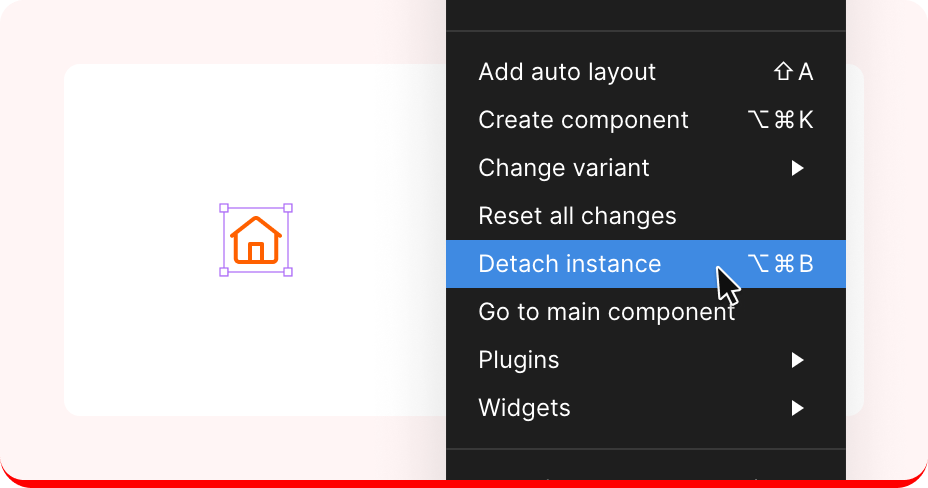 Add auto layout ⇧A
Create component ⌥⌘K
Change variant ▶
Reset all changes
Detach instance ⌥⌘B
Go to main component
Plugins ▶
Widgets ▶